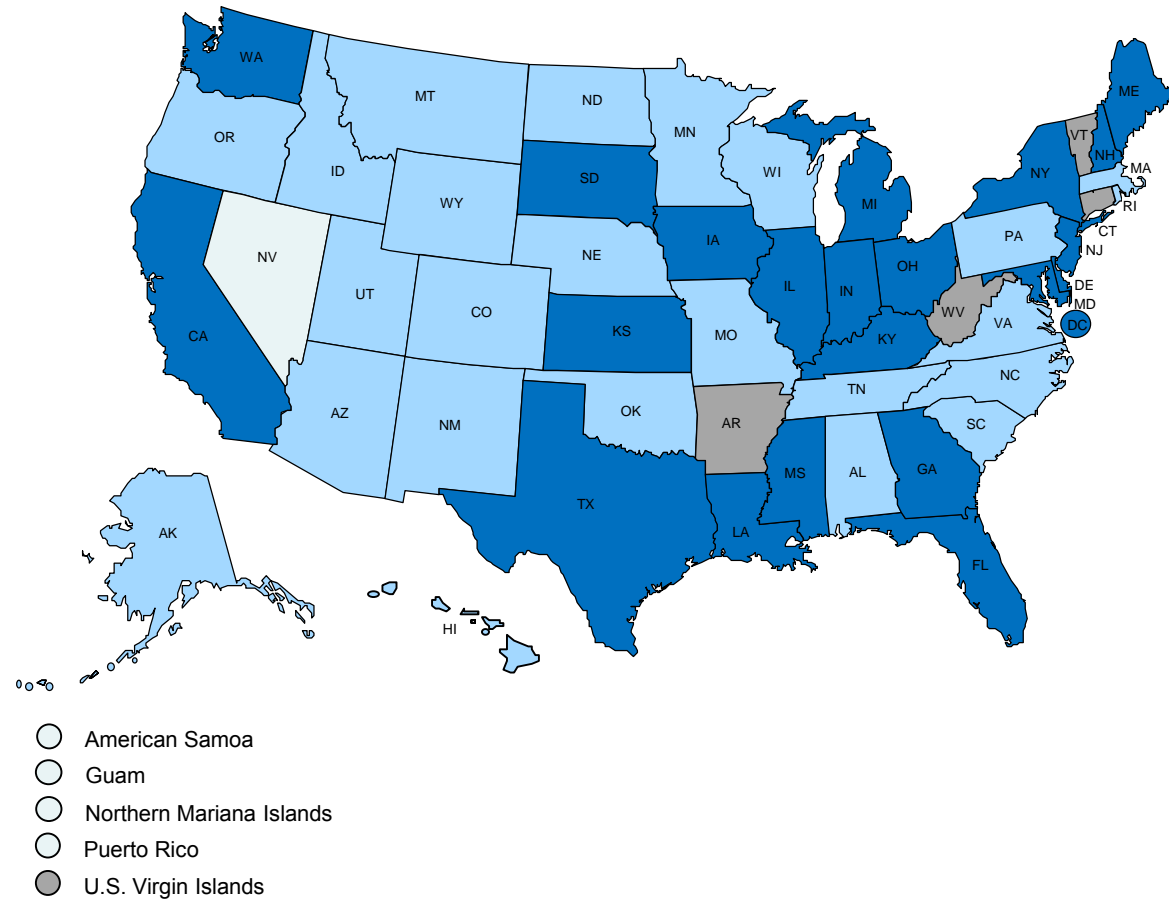 WA
ME
MT
ND
VT
MN
OR
NH
ID
WI
MA
NY
SD
WY
MI
RI
CT
PA
IA
NJ
NE
NV
OH
DE
IL
IN
UT
MD
CO
WV
VA
DC
KS
CA
MO
KY
NC
TN
OK
AZ
AR
SC
NM
AL
GA
MS
TX
AK
LA
FL
HI
American Samoa
Guam
Northern Mariana Islands
Puerto Rico
U.S. Virgin Islands